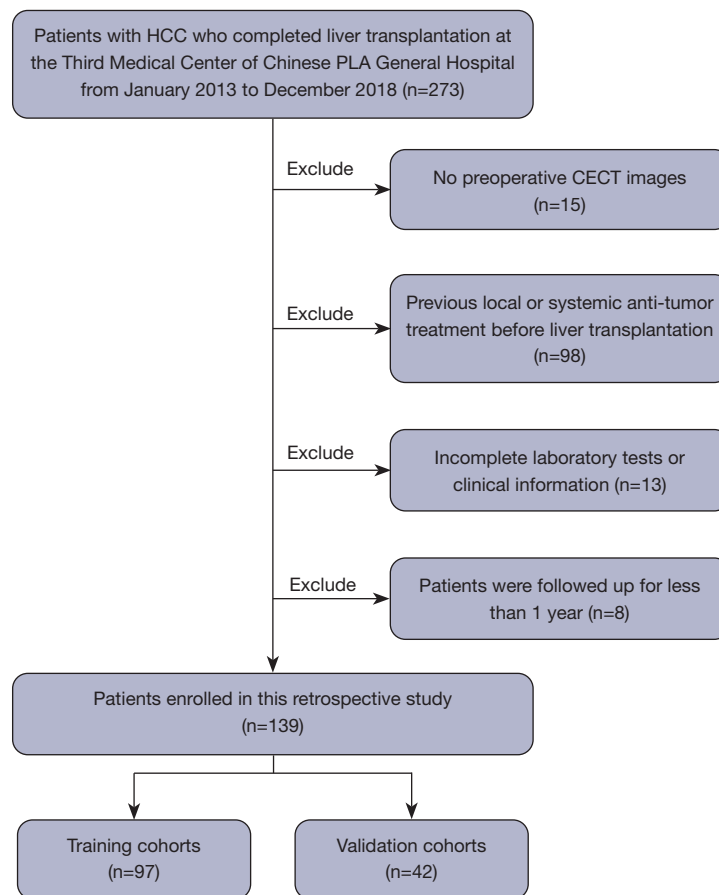 Patients with HCC who completed liver transplantation at
the Third Medical Center of Chinese PLA General Hospital
from January 2013 to December 2018 (n=273)
Exclude
No preoperative CECT images
(n=15)
Exclude
Previous local or systemic anti-tumor
treatment before liver transplantation
(n=98)
Exclude
Incomplete laboratory tests or
clinical information (n=13)
Exclude
Patients were followed up for less
than 1 year (n=8)
Patients enrolled in this retrospective study
(n=139)
Training cohorts
(n=97)
Validation cohorts
(n=42)